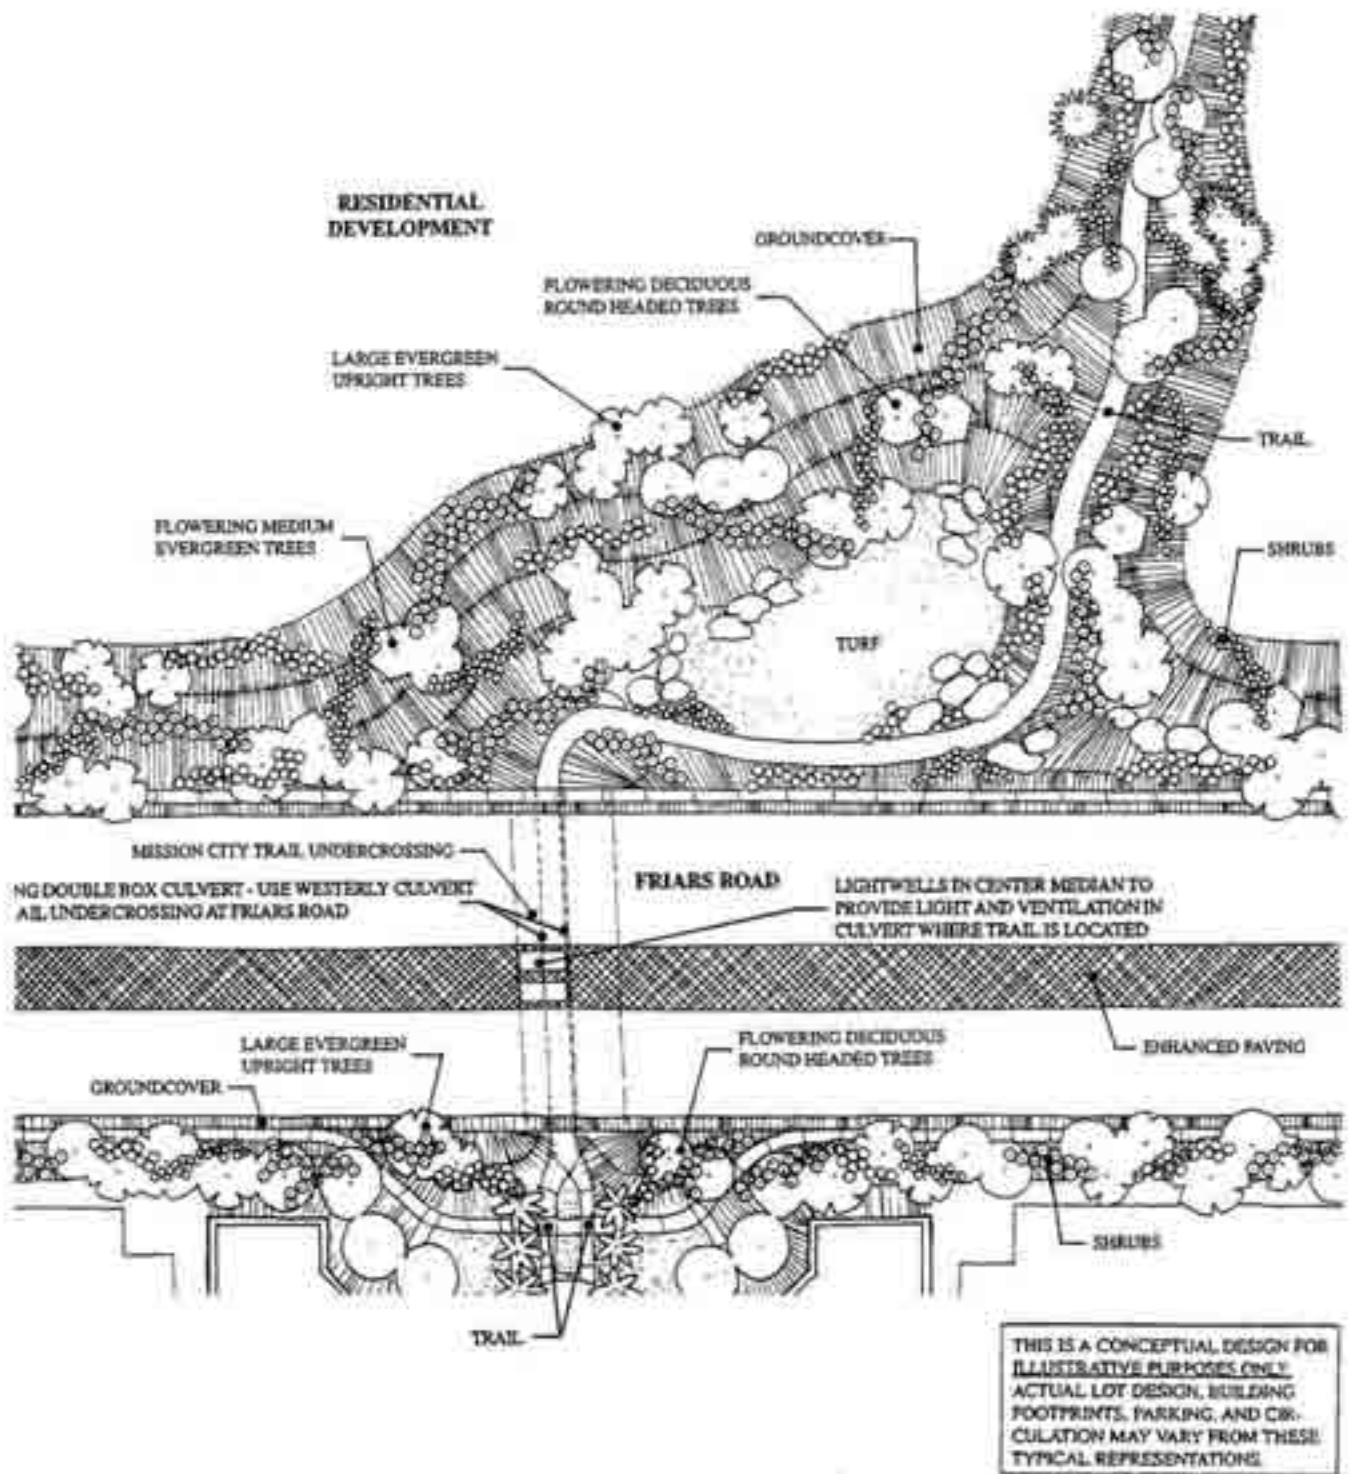 RESIDENTIAL
DEVELOPMENT
GROUNDCOVER
FLOWERING DECIDUOUS
ROUND HEADED TREES
LARGE EVERGREEN
UPRIGHT TREES
TRAIL
FLOWERING MEDIUM
EVERGREEN TREES
SHRUBS
TURF
MISSION CITY TRAIL UNDERCROSSING
NG DOUBLE BOX CULVERT - USE WESTERLY CULVERT
AIL UNDERCROSSING AT FRIARS ROAD
FRIARS ROAD
LIGHTWELLS IN CENTER MEDIAN TO
PROVIDE LIGHT AND VENTILATION IN
CULVERT WHERE TRAIL IS LOCATED
LARGE EVERGREEN
UPRIGHT TREES
GROUNDCOVER
FLOWERING DECIDUOUS
ROUND HEADED TREES
ENHANCED PAVING
SHRUBS
TRAIL
THIS IS A CONCEPTUAL DESIGN FOR
ILLUSTRATIVE PURPOSES ONLY.
ACTUAL LOT DESIGN, BUILDING
FOOTPRINTS, PARKING, AND CIR-
CULATION MAY VARY FROM THESE
TYPICAL REPRESENTATIONS.